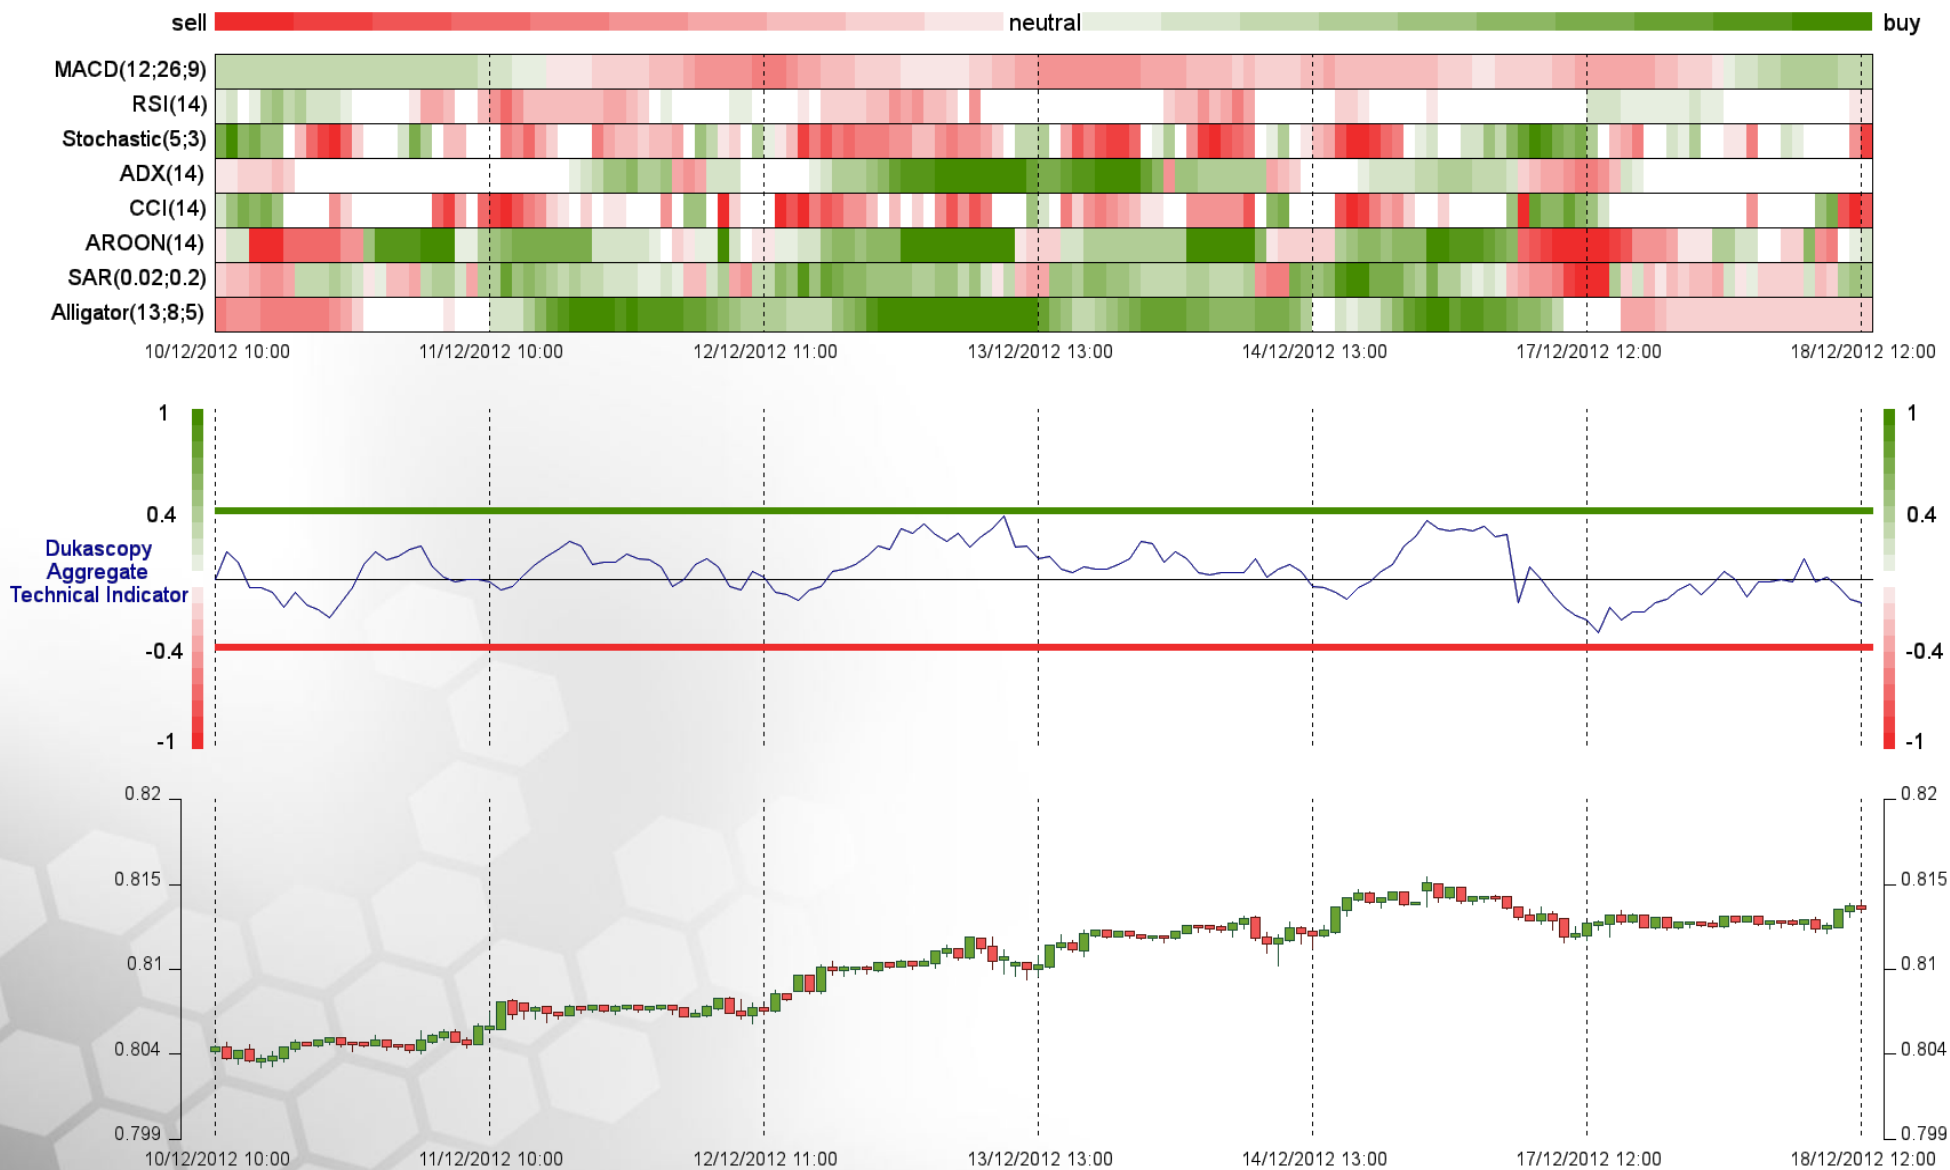 sell neutral buy
MACD(12;26;9)
RSI(14)
Stochastic(5;3)
ADX(14)
CCI(14)
AROON(14)
SAR(0.02;0.2)
Alligator(13;8;5)
10/12/2012 10:00 11/12/2012 10:00 12/12/2012 11:00 13/12/2012 13:00 14/12/2012 13:00 17/12/2012 12:00 18/12/2012 12:00
1 1
0.4 0.4
Dukascopy
Aggregate
Technical Indicator
-0.4 -0.4
-1 -1
0.82 0.82
0.815 0.815
0.81 0.81
0.804 0.804
0.799 0.799
10/12/2012 10:00 11/12/2012 10:00 12/12/2012 11:00 13/12/2012 13:00 14/12/2012 13:00 17/12/2012 12:00 18/12/2012 12:00